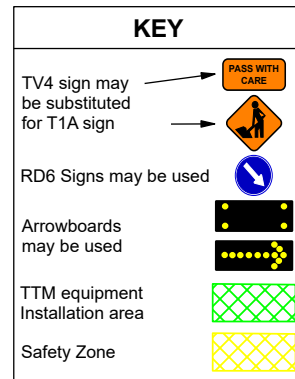 KEY
TV4 sign may
be substituted
for T1A sign
PASS WITH
CARE
RD6 Signs may be used
Arrowboards
may be used
TTM equipment
Installation area
Safety Zone